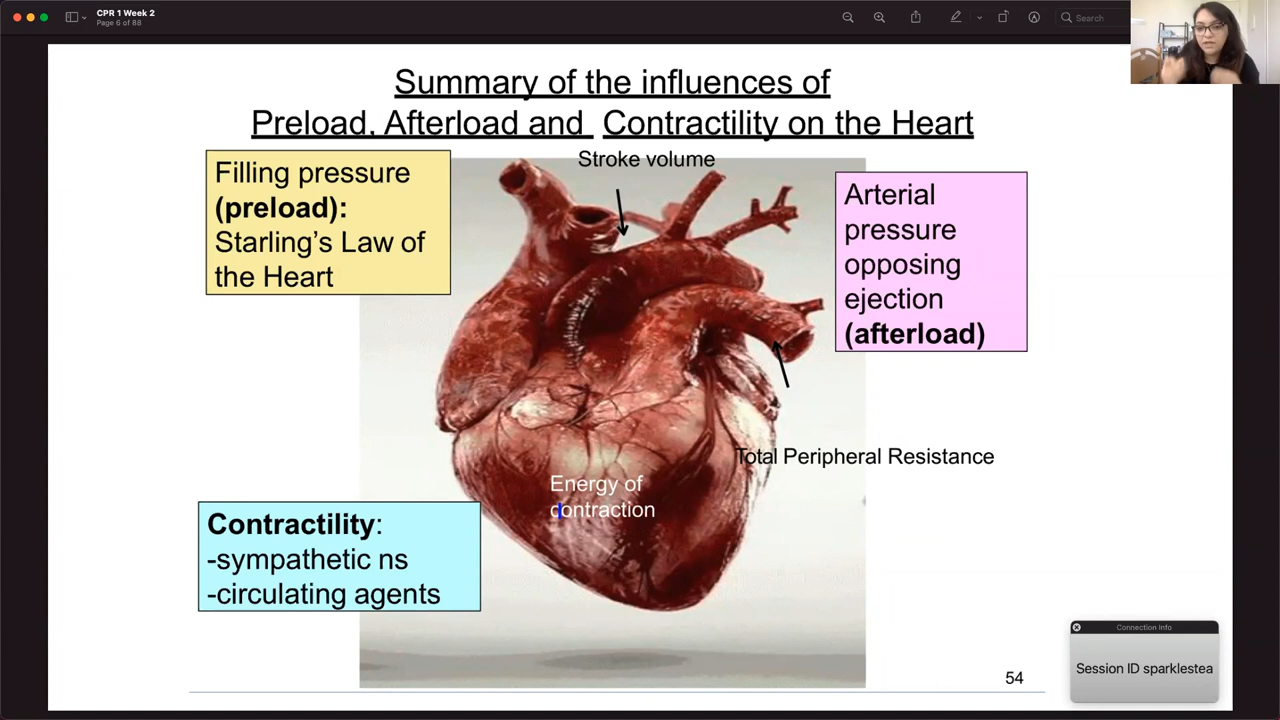 CPR 1 Week 2
Page 6 of 88
Search
Summary of the influences of
Preload, Afterload and Contractility on the Heart
Stroke volume
Filling pressure
(preload):
Starling's Law of
the Heart
Arterial
pressure
opposing
ejection
(afterload)
Total Peripheral Resistance
Energy of
contraction
Contractility:
-sympathetic ns
-circulating agents
54
Connection Info
Session ID sparklestea